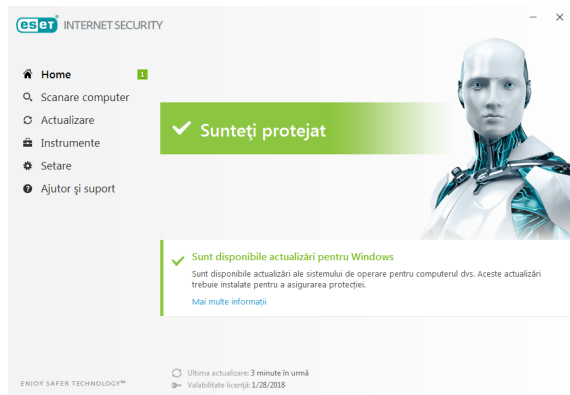 eset INTERNET SECURITY
Home 1
Scanare computer
Actualizare
Instrumente
Setare
Ajutor şi suport
Sunteţi protejat
Sunt disponibile actualizări pentru Windows
Sunt disponibile actualizări ale sistemului de operare pentru computerul dvs. Aceste actualizări
trebuie instalate pentru a asigurarea protecţiei.
Mai multe informaţii
Ultima actualizare: 3 minute în urmă
Valabilitate licenţă: 1/28/2018
ENJOY SAFER TECHNOLOGY™